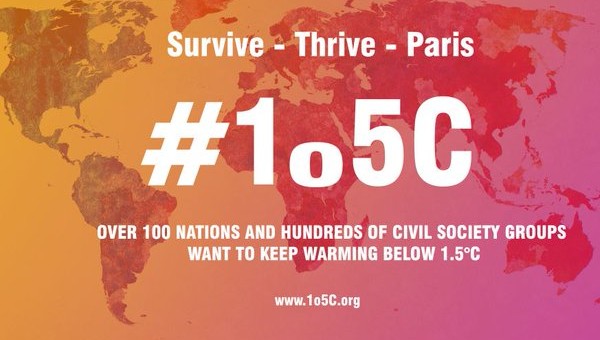 Survive - Thrive - Paris
#1o5C
OVER 100 NATIONS AND HUNDREDS OF CIVIL SOCIETY GROUPS
WANT TO KEEP WARMING BELOW 1.5°C
www.1o5C.org